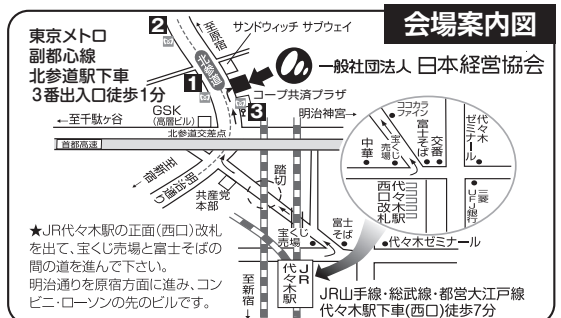 会場案内図
東京メトロ
副都心線
北参道駅下車
3番出入口徒歩1分
2
至原宿
サンドウィッチ サブウェイ
北参道
1
一般社団法人 日本経営協会
コープ共済プラザ
3
明治神宮→
←至千駄ヶ谷
GSK
(高層ビル)
北参道交差点
首都高速
至新宿
明治通り
共産党
本部
踏切
ココカラ
ファイン
代々木
ゼミナール
中華
宝くじ
売場
富士そば
交番
代々木駅
西口改札
三菱
UFJ銀行
★JR代々木駅の正面(西口)改札
を出て、宝くじ売場と富士そばの
間の道を進んで下さい。
明治通りを原宿方面に進み、コン
ビニ・ローソンの先のビルです。
宝くじ
売場
富士
そば
代々木ゼミナール
至新宿
JR
代々木駅
JR山手線・総武線・都営大江戸線
代々木駅下車(西口)徒歩7分